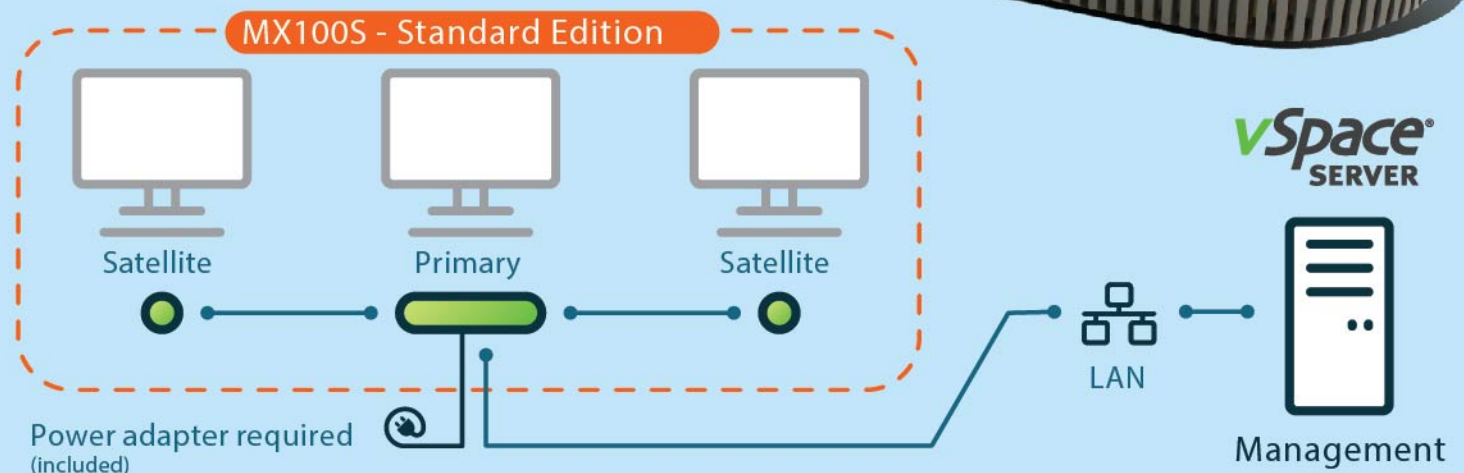 MX100S - Standard Edition
vSpace®
SERVER
Satellite
Primary
Satellite
LAN
Power adapter required
(included)
Management